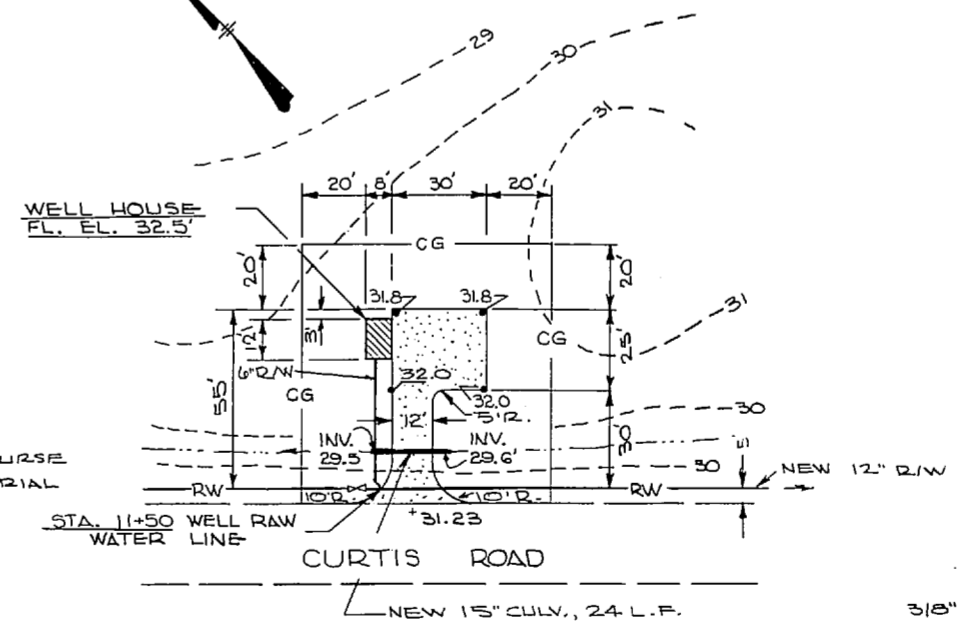 29
30
31
20' 8' 30' 20'
WELL HOUSE
FL. EL. 32.5'
CG
20'
20'
31.8
31.8
31
3'
12'
CG
25'
6" R/W
32.0
32.0
CG
55'
12'
5' R.
30
INV.
29.5
INV.
29.6'
30'
URSE
30
5'
RIAL
RW
10' R.
10' R.
RW
NEW 12" R/W
STA. 11+50 WELL RAW
WATER LINE
+31.23
CURTIS ROAD
NEW 15" CULV., 24 L.F.
3/8"